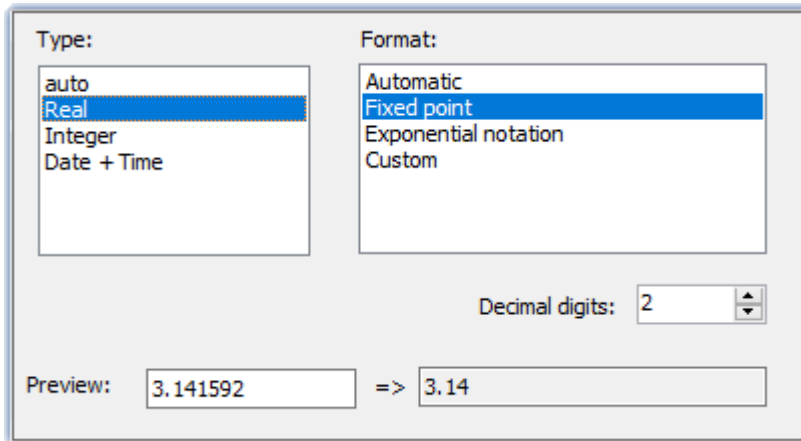 Type:
Format:
auto
Real
Integer
Date + Time
Automatic
Fixed point
Exponential notation
Custom
Decimal digits: 2
Preview: 3.141592 => 3.14